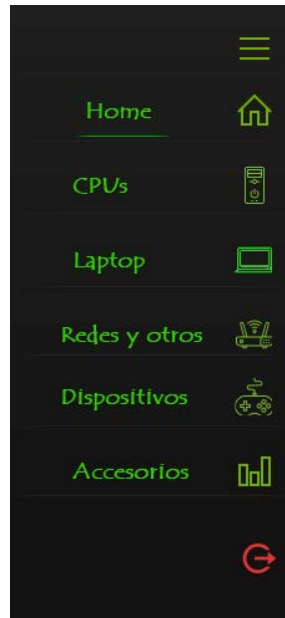 Home
CPUs
Laptop
Redes y otros
Dispositivos
Accesorios